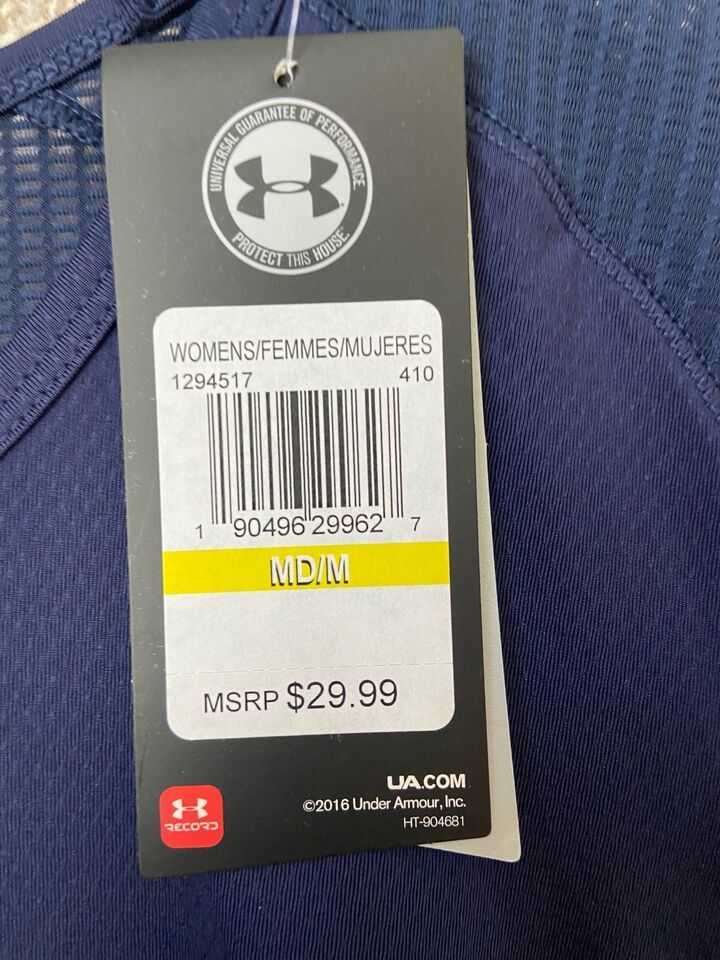 UNIVERSAL GUARANTEE OF PERFORMANCE
PROTECT THIS HOUSE.
WOMENS/FEMMES/MUJERES
1294517 410
1 90496 29962 7
MD/M
MSRP $29.99
UA.COM
©2016 Under Armour, Inc.
HT-904681
RECORD